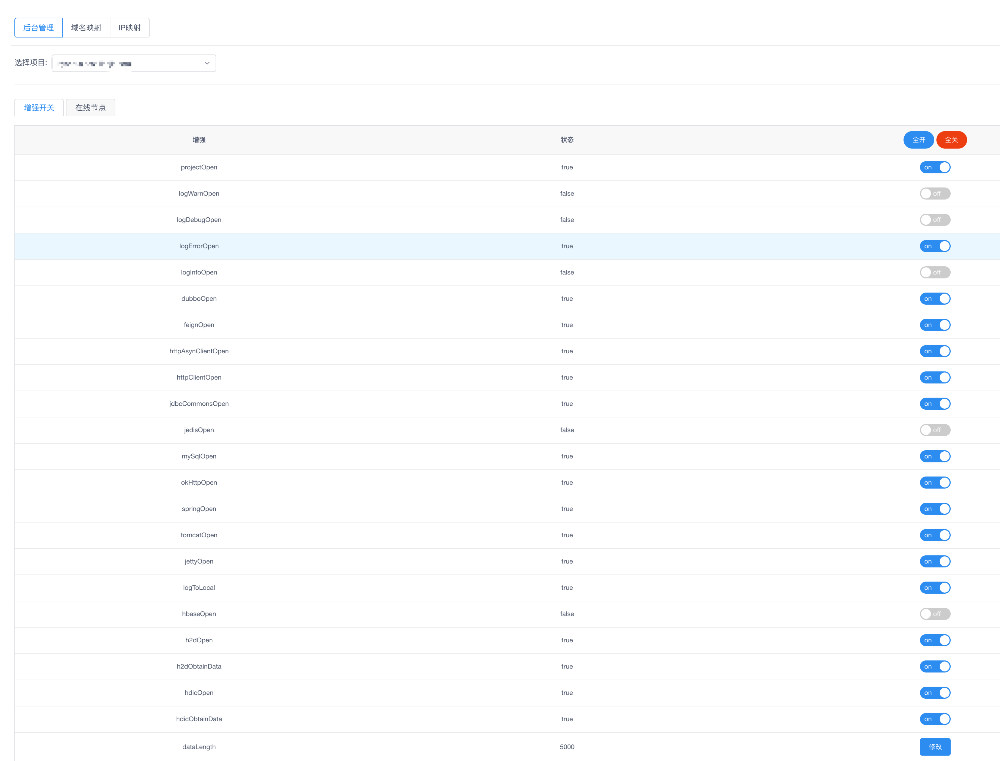 后台管理 域名映射 IP映射
选择项目:
增强开关 在线节点
增强 状态 全开 全关
projectOpen true on
logWarnOpen false off
logDebugOpen false off
logErrorOpen true on
logInfoOpen false off
dubboOpen true on
feignOpen true on
httpAsynClientOpen true on
httpClientOpen true on
jdbcCommonsOpen true on
jedisOpen false off
mySqlOpen true on
okHttpOpen true on
springOpen true on
tomcatOpen true on
jettyOpen true on
logToLocal true on
hbaseOpen false off
h2dOpen true on
h2dObtainData true on
hdicOpen true on
hdicObtainData true on
dataLength 5000 修改